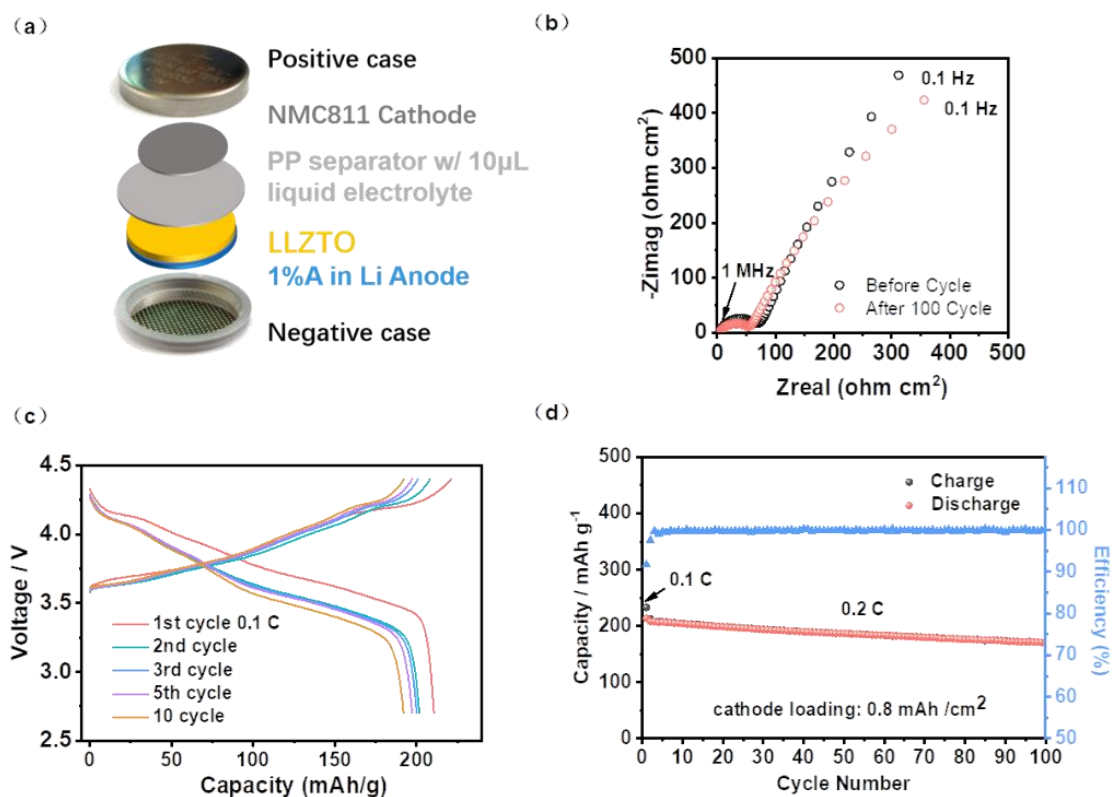 (a)
Positive case
NMC811 Cathode
PP separator w/ 10μL
liquid electrolyte
LLZTO
1%A in Li Anode
Negative case
(b)
500
400
300
200
100
0
-Zimag (ohm cm²)
0.1 Hz
0.1 Hz
1 MHz
Before Cycle
After 100 Cycle
0 100 200 300 400 500
Zreal (ohm cm²)
(c)
4.5
4.0
3.5
3.0
2.5
Voltage / V
1st cycle 0.1 C
2nd cycle
3rd cycle
5th cycle
10 cycle
0 50 100 150 200
Capacity (mAh/g)
(d)
500
400
300
200
100
0
Capacity / mAh g⁻¹
Charge
Discharge
0.1 C
0.2 C
cathode loading: 0.8 mAh /cm²
110
100
90
80
70
60
50
Efficiency (%)
0 10 20 30 40 50 60 70 80 90 100
Cycle Number